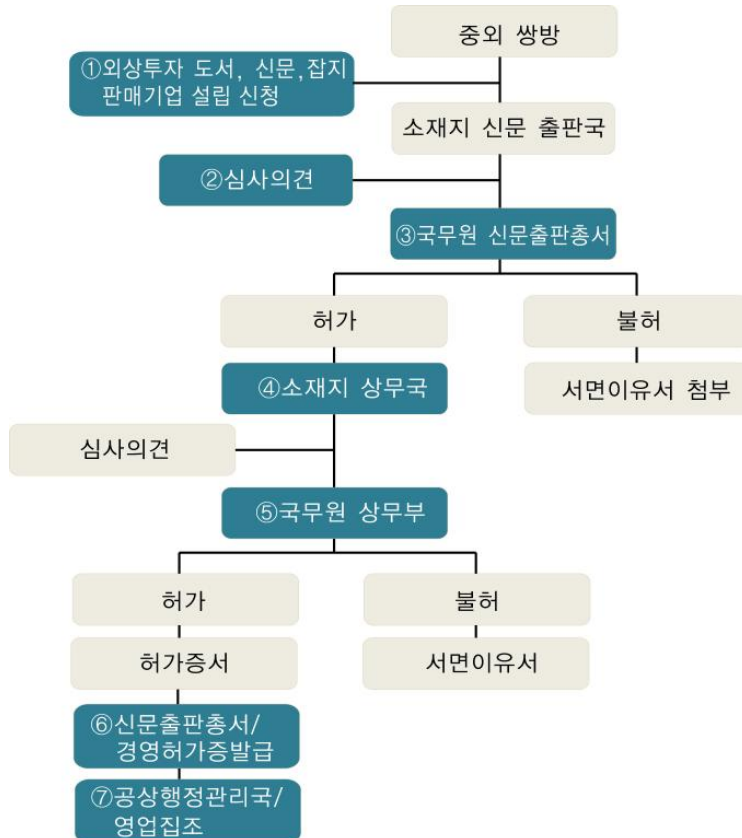 중외 쌍방
①외상투자 도서, 신문,잡지
판매기업 설립 신청
소재지 신문 출판국
②심사의견
③국무원 신문출판총서
허가
불허
④소재지 상무국
서면이유서 첨부
심사의견
⑤국무원 상무부
허가
불허
허가증서
서면이유서
⑥신문출판총서/
경영허가증발급
⑦공상행정관리국/
영업집조